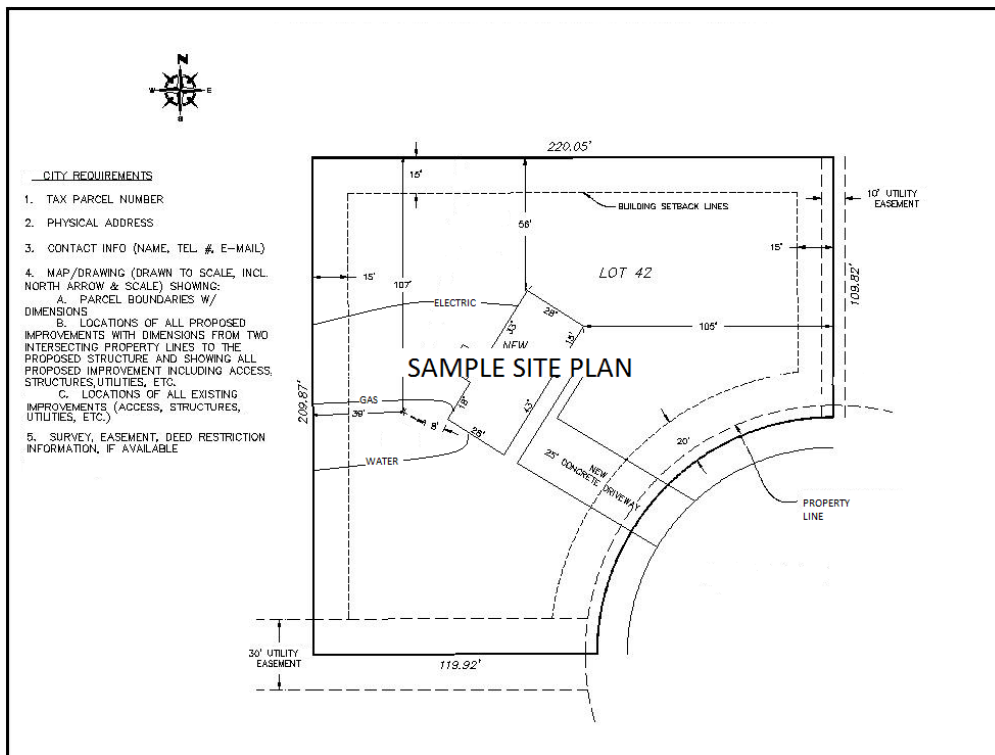 N
W
E
S
220.05'
CITY REQUIREMENTS
1. TAX PARCEL NUMBER
2. PHYSICAL ADDRESS
3. CONTACT INFO (NAME, TEL. #, E-MAIL)
4. MAP/DRAWING (DRAWN TO SCALE, INCL.
NORTH ARROW & SCALE) SHOWING:
A. PARCEL BOUNDARIES W/
DIMENSIONS
B. LOCATIONS OF ALL PROPOSED
IMPROVEMENTS WITH DIMENSIONS FROM TWO
INTERSECTING PROPERTY LINES TO THE
PROPOSED STRUCTURE AND SHOWING ALL
PROPOSED IMPROVEMENT INCLUDING ACCESS,
STRUCTURES, UTILITIES, ETC.
C. LOCATIONS OF ALL EXISTING
IMPROVEMENTS (ACCESS, STRUCTURES,
UTILITIES, ETC.)
5. SURVEY, EASEMENT, DEED RESTRICTION
INFORMATION, IF AVAILABLE
15'
10' UTILITY
EASEMENT
BUILDING SETBACK LINES
56'
15'
LOT 42
15'
107'
109.82'
ELECTRIC
28'
33'
15'
105'
NEW
SAMPLE SITE PLAN
209.87'
GAS
39'
18'
43'
8'
28'
WATER
20'
NEW
25' CONCRETE DRIVEWAY
PROPERTY
LINE
30' UTILITY
EASEMENT
119.92'